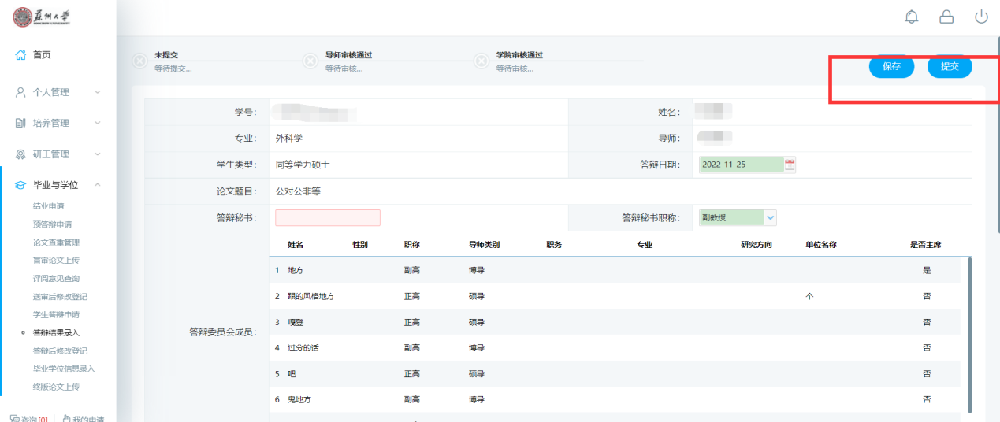 蘇州大學
SOOCHOW UNIVERSITY
首页
个人管理
培养管理
研工管理
毕业与学位
结业申请
预答辩申请
论文查重管理
盲审论文上传
评阅意见查询
送审后修改登记
学生答辩申请
答辩结果录入
答辩后修改登记
毕业学位信息录入
终版论文上传
咨询[0] 我的申请
未提交 导师审核通过 学院审核通过
等待提交... 等待审核... 等待审核...
保存 提交
学号: 姓名:
专业: 外科学 导师:
学生类型: 同等学力硕士 答辩日期: 2022-11-25
论文题目: 公对公非等
答辩秘书: 答辩秘书职称: 副教授
答辩委员会成员:
姓名 性别 职称 导师类别 职务 专业 研究方向 单位名称 是否主席
1 地方 副高 博导 是
2 跟的风格地方 正高 硕导 个 否
3 嘎登 正高 硕导 否
4 过分的话 副高 博导 否
5 吧 正高 硕导 否
6 鬼地方 副高 博导 否